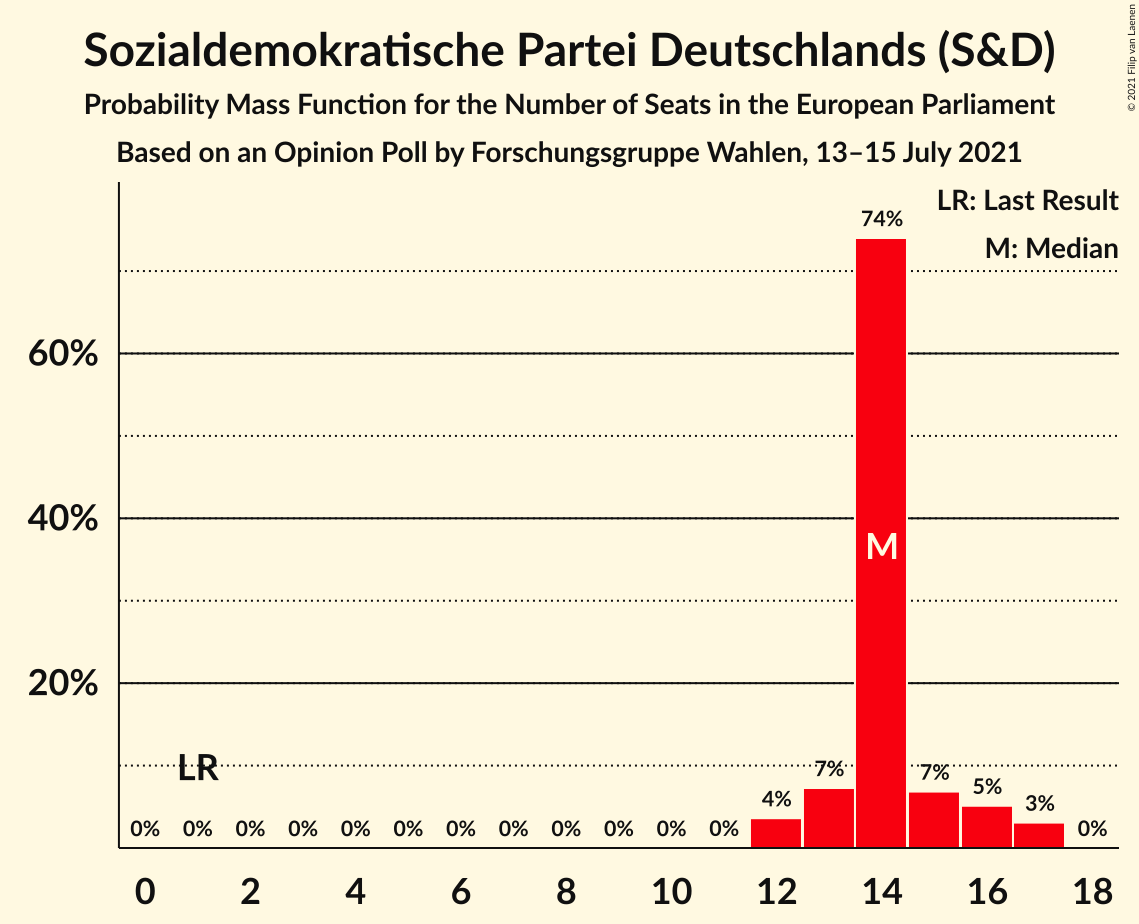 Sozialdemokratische Partei Deutschlands (S&D)
Probability Mass Function for the Number of Seats in the European Parliament
Based on an Opinion Poll by Forschungsgruppe Wahlen, 13–15 July 2021
© 2021 Filip van Laenen
LR: Last Result
M: Median
74%
60%
40%
M
20%
LR
0% 0% 0% 0% 0% 0% 0% 0% 0% 0% 0% 0% 4% 7% 7% 5% 3% 0%
0 2 4 6 8 10 12 14 16 18